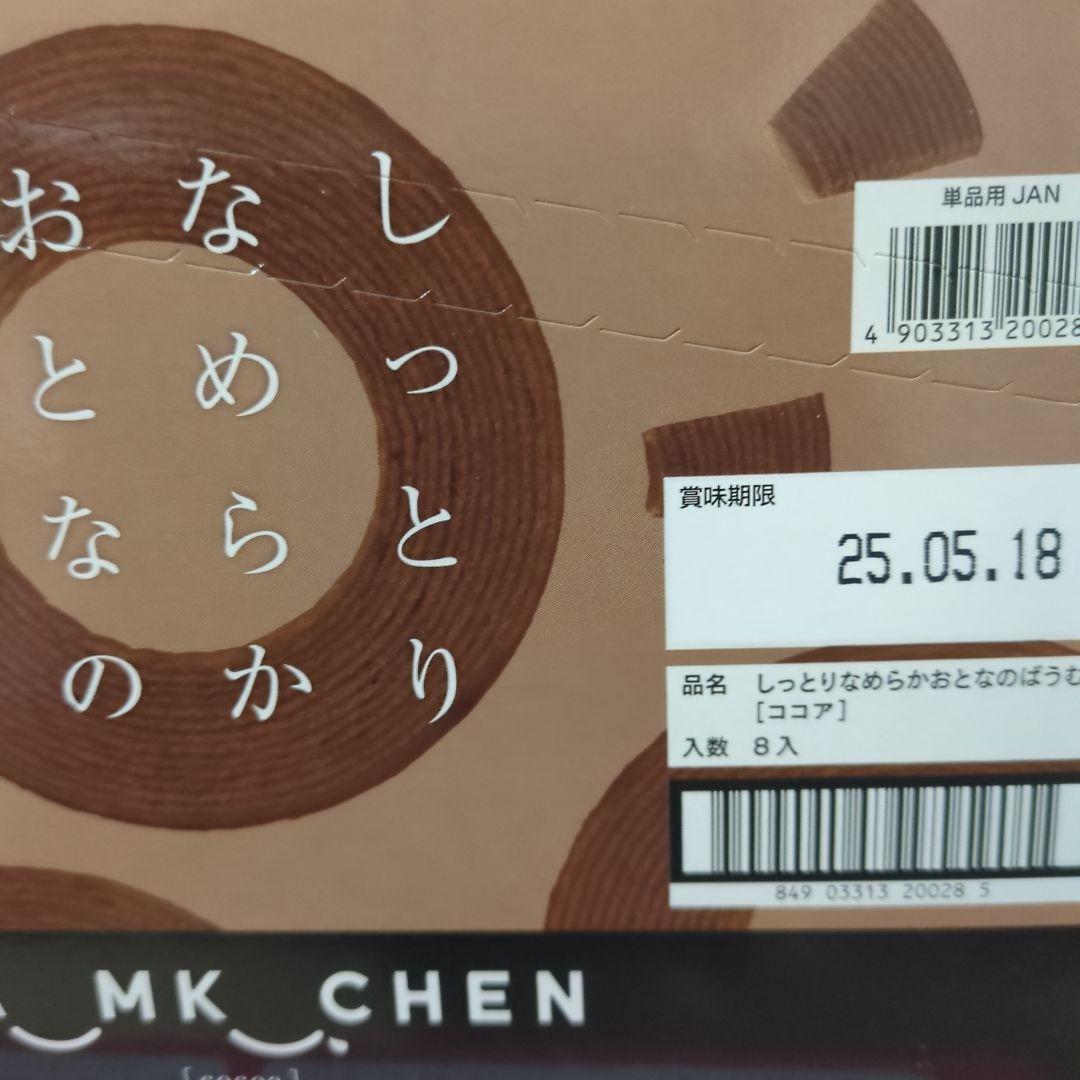 しっとり
なめらか
おとなの
単品用 JAN
4 903313 20028
賞味期限
25.05.18
品名 しっとりなめらかおとなのばうむ
[ココア]
入数 8入
849 03313 20028 5
MK CHEN
[cocoa]